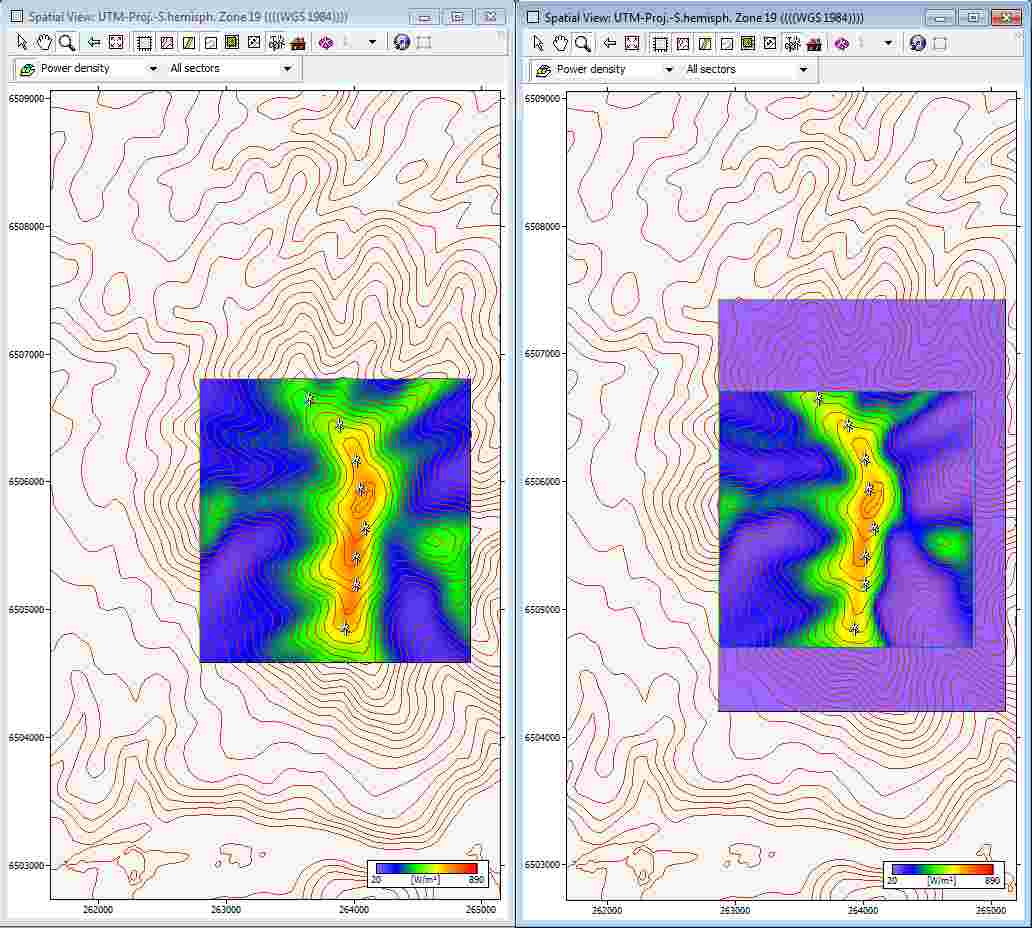 Spatial View: UTM-Proj.-S.hemisph. Zone 19 ((((WGS 1984))))
Power density
All sectors
6509000
6508000
6507000
6506000
6505000
6504000
6503000
20 [W/m²] 890
262000 263000 264000 265000
Spatial View: UTM-Proj.-S.hemisph. Zone 19 ((((WGS 1984))))
Power density
All sectors
6509000
6508000
6507000
6506000
6505000
6504000
6503000
20 [W/m²] 890
262000 263000 264000 265000